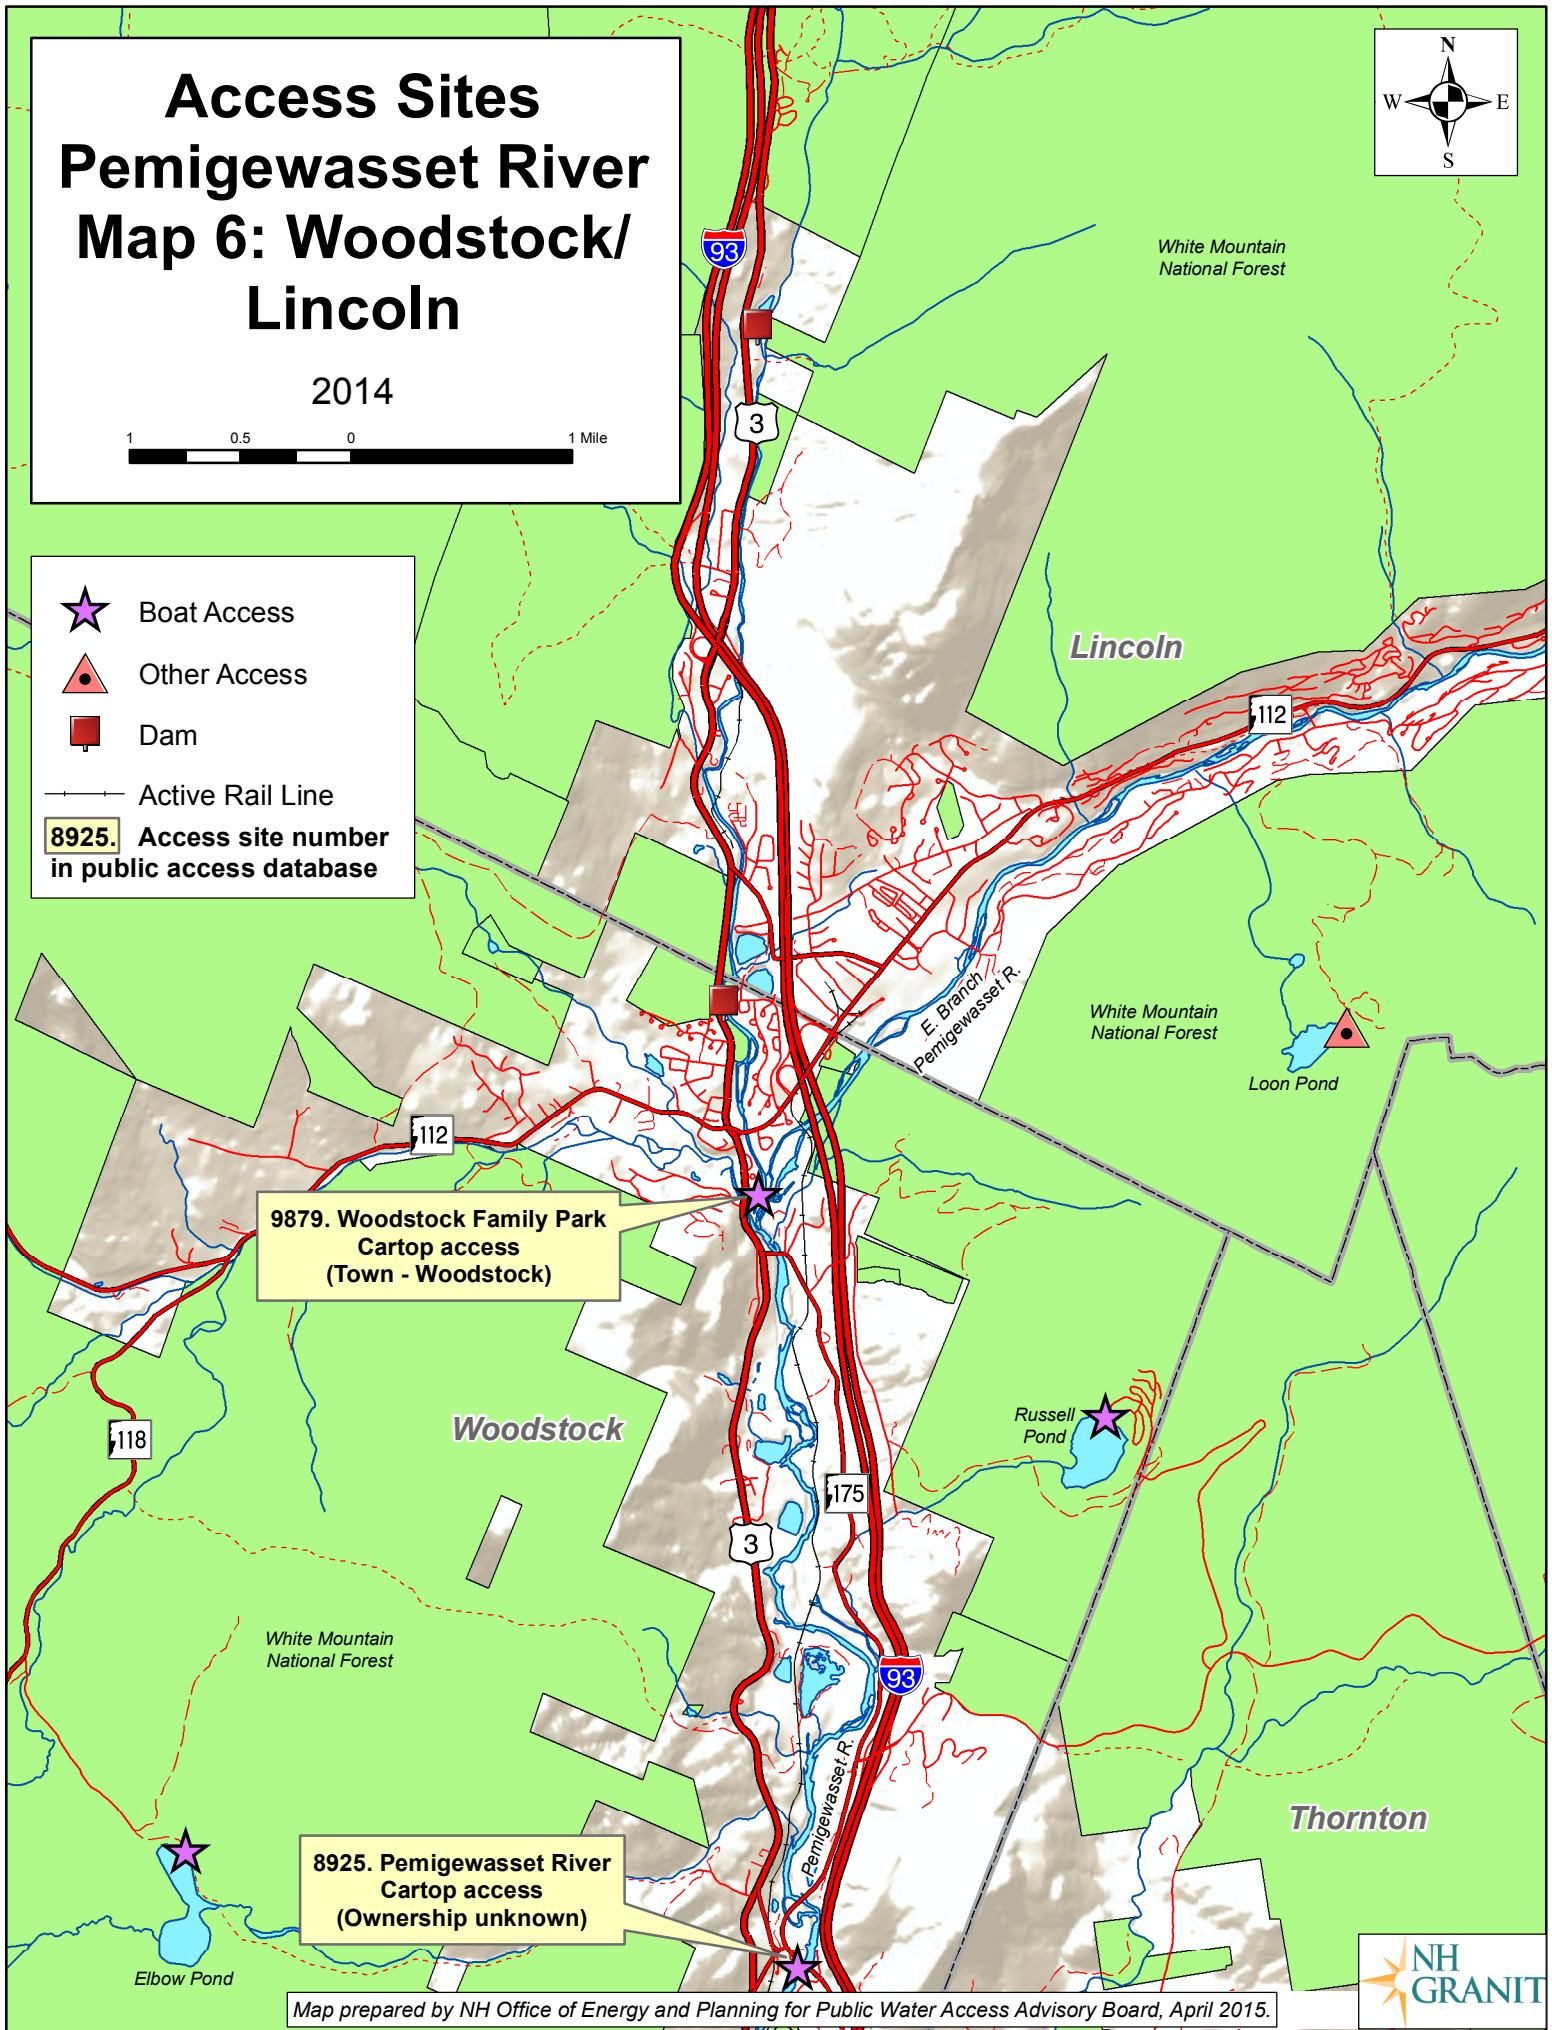 Access Sites
Pemigewasset River
Map 6: Woodstock/
Lincoln
2014
1 0.5 0 1 Mile
N
W E
S
Boat Access
Other Access
Dam
Active Rail Line
8925. Access site number
in public access database
93
White Mountain
National Forest
3
Lincoln
112
E. Branch
Pemigewasset R.
White Mountain
National Forest
Loon Pond
112
9879. Woodstock Family Park
Cartop access
(Town - Woodstock)
118
Woodstock
Russell
Pond
175
3
White Mountain
National Forest
93
Pemigewasset R.
Thornton
8925. Pemigewasset River
Cartop access
(Ownership unknown)
Elbow Pond
NH
GRANIT
Map prepared by NH Office of Energy and Planning for Public Water Access Advisory Board, April 2015.